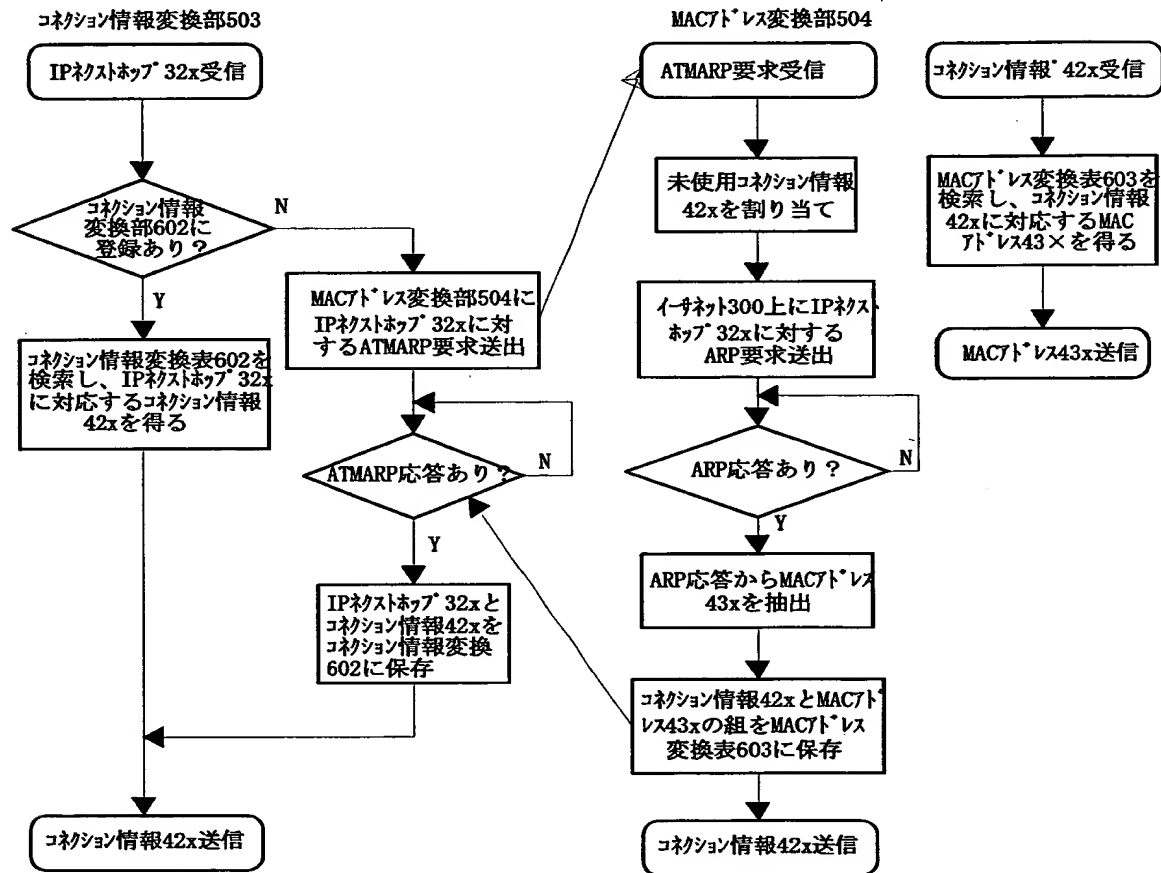 コネクション情報変換部503
IPネクストホップ32x受信
コネクション情報
変換部602に
登録あり？
N
Y
コネクション情報変換表602を
検索し、IPネクストホップ32x
に対応するコネクション情報
42xを得る
MACアドレス変換部504に
IPネクストホップ32xに対
するATMARP要求送出
ATMARP応答あり？
N
Y
IPネクストホップ32xと
コネクション情報42xを
コネクション情報変換
602に保存
コネクション情報42x送信
MACアドレス変換部504
ATMARP要求受信
未使用コネクション情報
42xを割り当て
イーサネット300上にIPネクスト
ホップ32xに対する
ARP要求送出
ARP応答あり？
N
Y
ARP応答からMACアドレス
43xを抽出
コネクション情報42xとMACアド
レス43xの組をMACアドレス
変換表603に保存
コネクション情報42x送信
コネクション情報゛42x受信
MACアドレス変換表603を
検索し、コネクション情報
42xに対応するMAC
アドレス43×を得る
MACアドレス43x送信